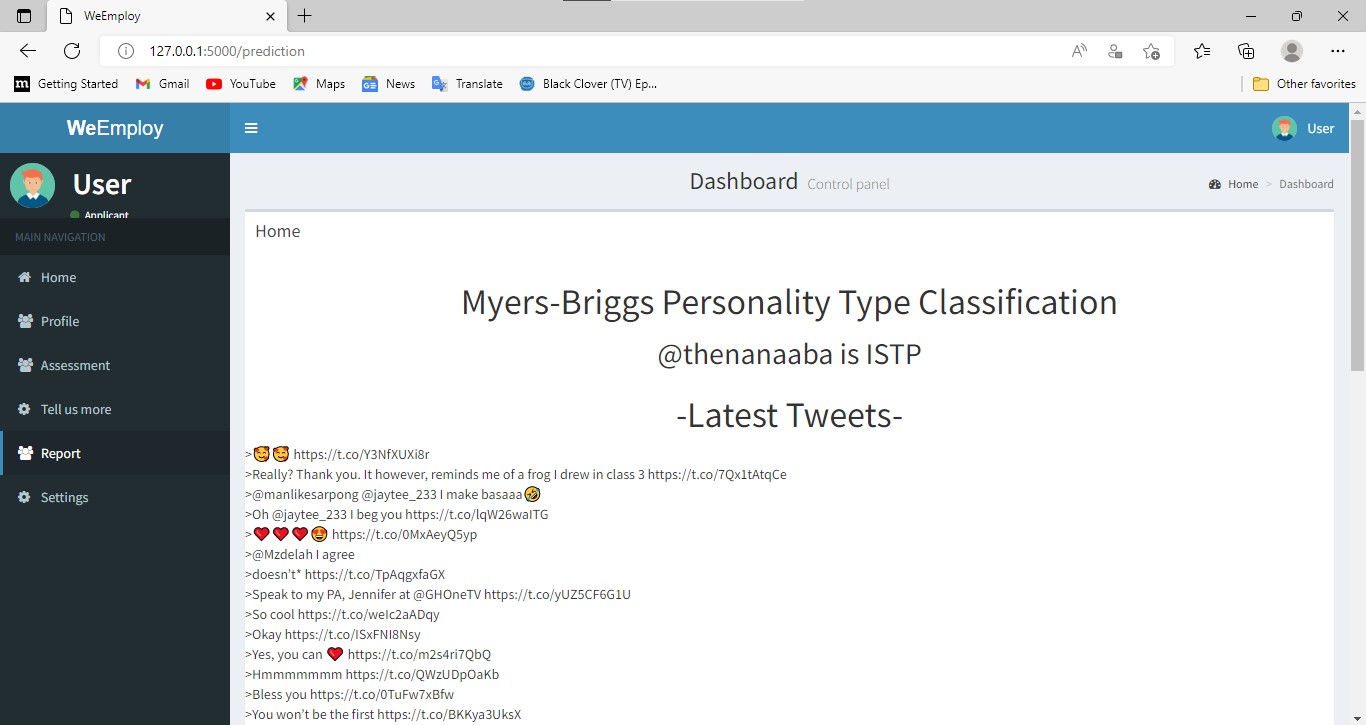 WeEmploy
127.0.0.1:5000/prediction
Getting Started Gmail YouTube Maps News Translate Black Clover (TV) Ep... Other favorites
WeEmploy User
User
Applicant
MAIN NAVIGATION
Home
Profile
Assessment
Tell us more
Report
Settings
Dashboard Control panel Home > Dashboard
Home
Myers-Briggs Personality Type Classification
@thenanaaba is ISTP
-Latest Tweets-
>🥰🥰 https://t.co/Y3NfXUXi8r
>Really? Thank you. It however, reminds me of a frog I drew in class 3 https://t.co/7Qx1tAtqCe
>@manlikesarpong @jaytee_233 I make basaaa🤣
>Oh @jaytee_233 I beg you https://t.co/lqW26walTG
>❤❤❤😍 https://t.co/0MxAeyQ5yp
>@Mzdelah I agree
>doesn't* https://t.co/TpAqgxfaGX
>Speak to my PA, Jennifer at @GHOneTV https://t.co/yUZ5CF6G1U
>So cool https://t.co/welc2aADqy
>Okay https://t.co/ISxFNI8Nsy
>Yes, you can ❤ https://t.co/m2s4ri7QbQ
>Hmmmmmmm https://t.co/QWzUDpOaKb
>Bless you https://t.co/0TuFw7xBfw
>You won't be the first https://t.co/BKKya3UksX